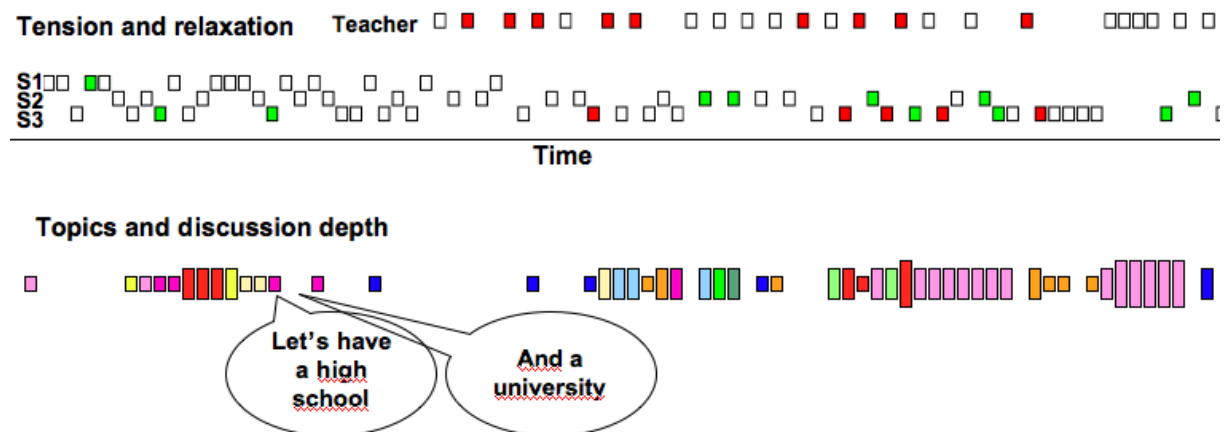 Tension and relaxation Teacher
S1
S2
S3
Time
Topics and discussion depth
Let's have
a high
school
And a
university